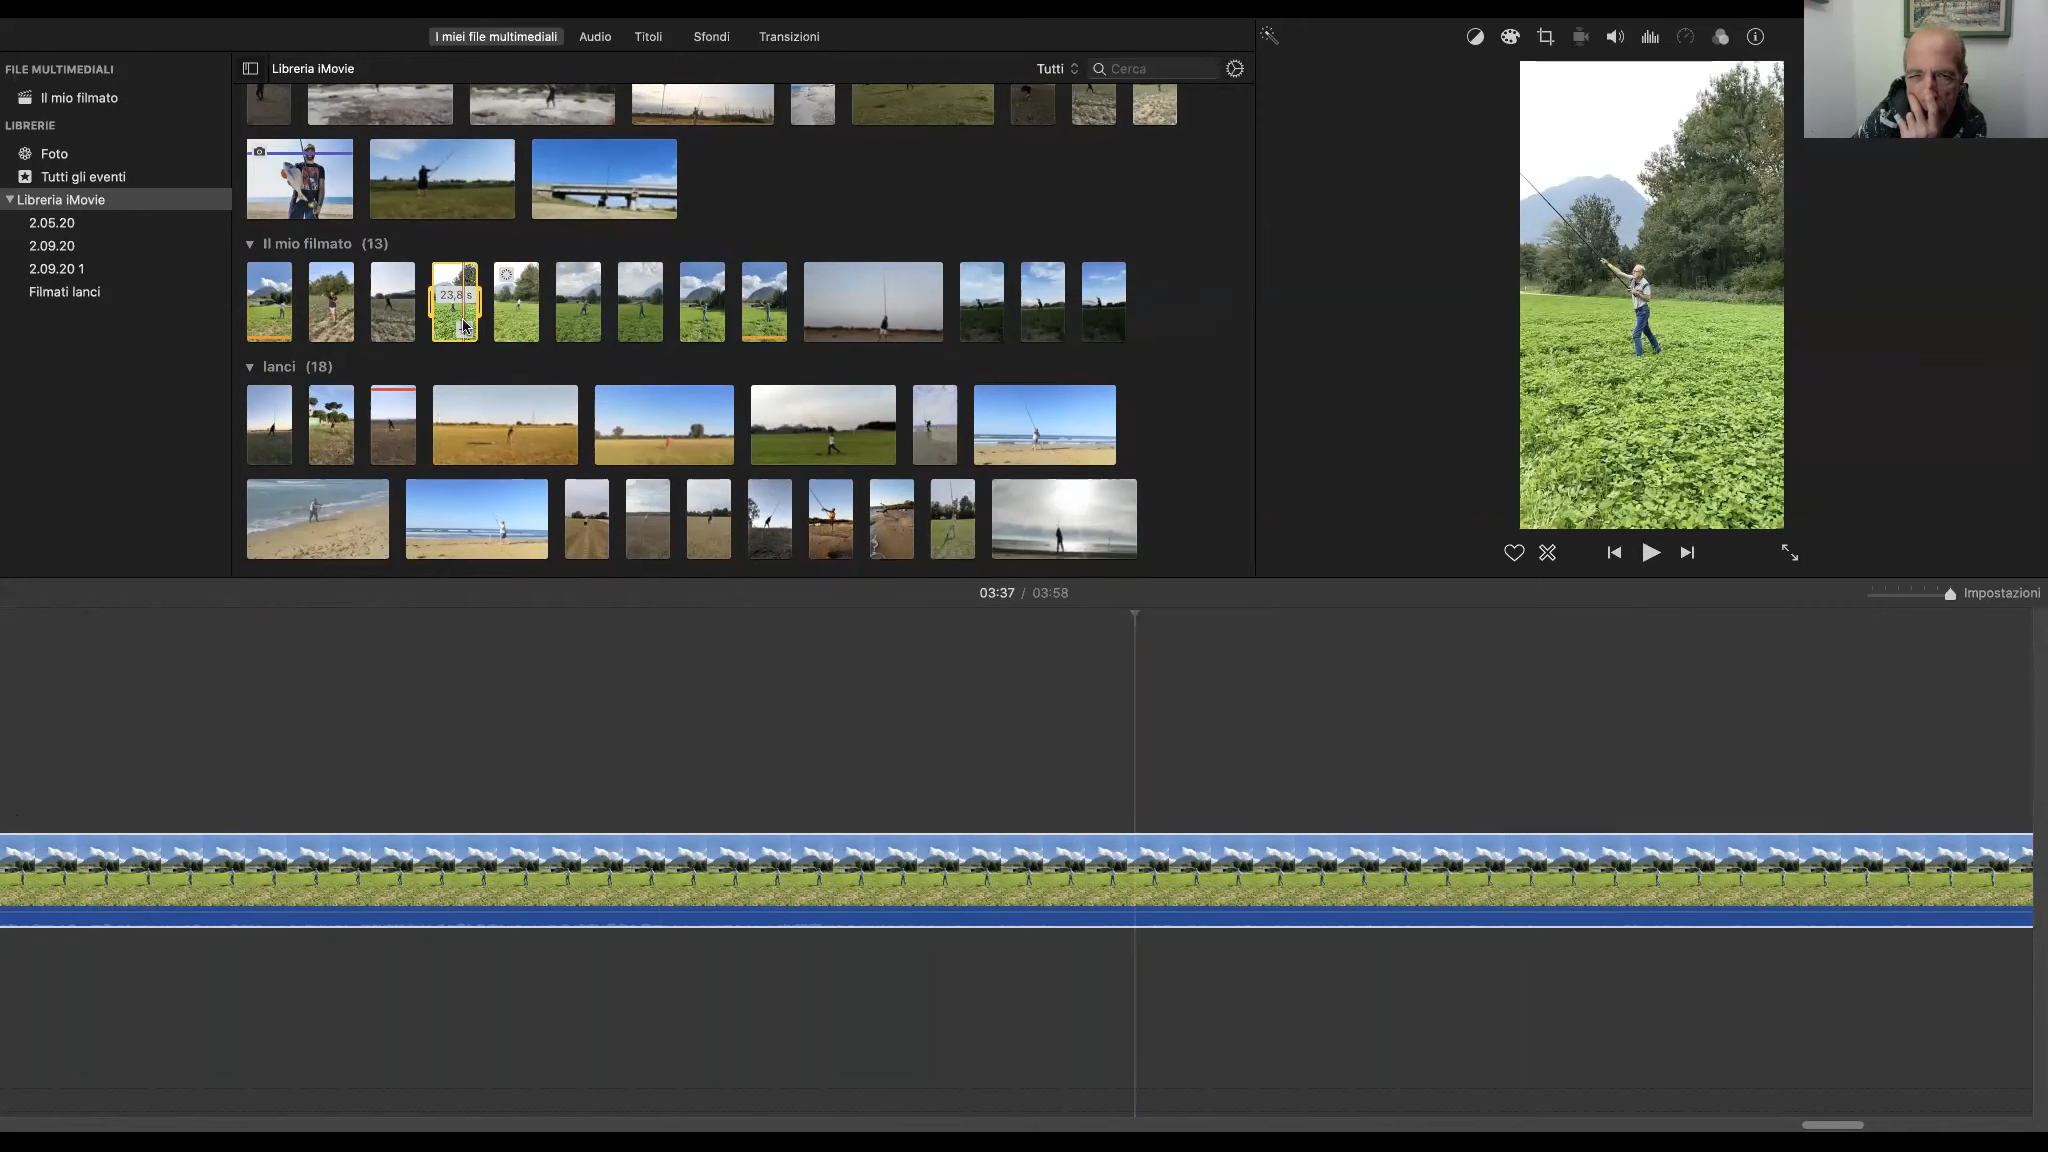 I miei file multimediali Audio Titoli Sfondi Transizioni
FILE MULTIMEDIALI
Il mio filmato
LIBRERIE
Foto
Tutti gli eventi
Libreria iMovie
2.05.20
2.09.20
2.09.20 1
Filmati lanci
Libreria iMovie Tutti Cerca
Il mio filmato (13)
23,8 s
lanci (18)
03:37 / 03:58 Impostazioni